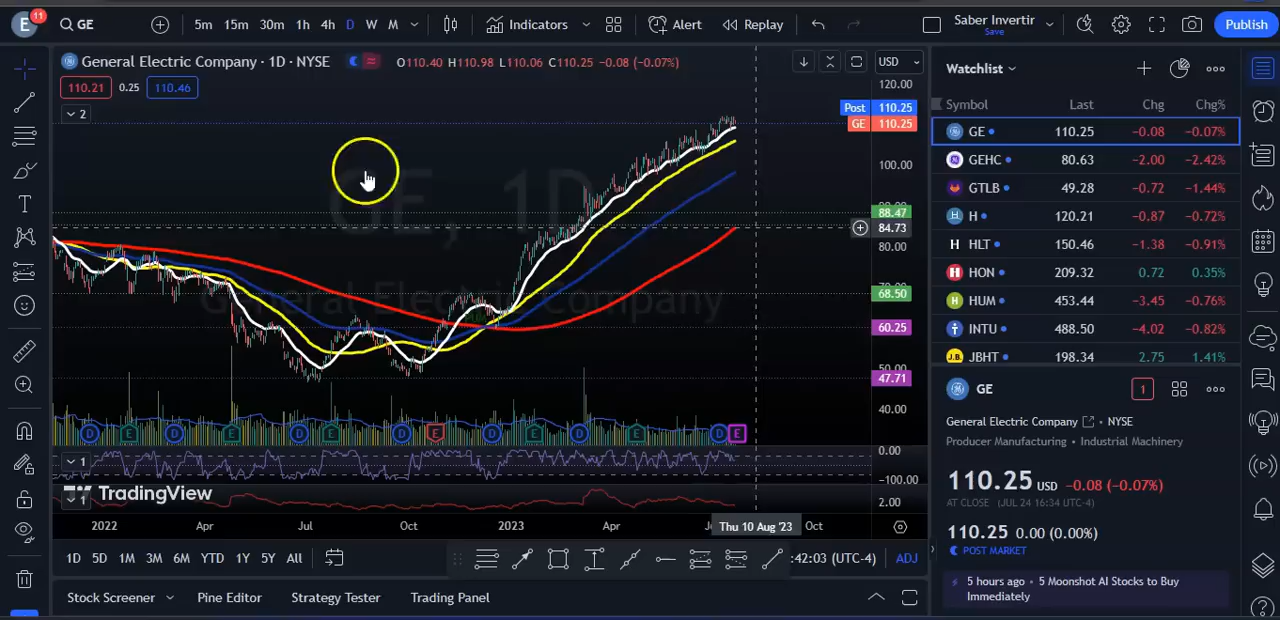 E 11 GE 5m 15m 30m 1h 4h D W M Indicators Alert Replay Saber Invertir Publish
Save
General Electric Company · 1D · NYSE O110.40 H110.98 L110.06 C110.25 −0.08 (−0.07%) USD
110.21 0.25 110.46
2
120.00
Post 110.25
GE 110.25
100.00
88.47
84.73
80.00
68.50
60.25
47.71
40.00
GE, 1D
General Electric Company
D E D E D E D E D E D E D E
1 0.00
−100.00
1 TradingView 2.00
2022 Apr Jul Oct 2023 Apr Thu 10 Aug '23 Oct
1D 5D 1M 3M 6M YTD 1Y 5Y All :42:03 (UTC-4) ADJ
Stock Screener Pine Editor Strategy Tester Trading Panel
Watchlist
Symbol Last Chg Chg%
GE 110.25 −0.08 −0.07%
GEHC 80.63 −2.00 −2.42%
GTLB 49.28 −0.72 −1.44%
H 120.21 −0.87 −0.72%
H HLT 150.46 −1.38 −0.91%
HON 209.32 0.72 0.35%
HUM 453.44 −3.45 −0.76%
INTU 488.50 −4.02 −0.82%
J.B. JBHT 198.34 2.75 1.41%
GE 1
General Electric Company · NYSE
Producer Manufacturing · Industrial Machinery
110.25 USD −0.08 (−0.07%)
AT CLOSE (JUL 24 16:34 UTC-4)
110.25 0.00 (0.00%)
POST MARKET
5 hours ago · 5 Moonshot AI Stocks to Buy
Immediately